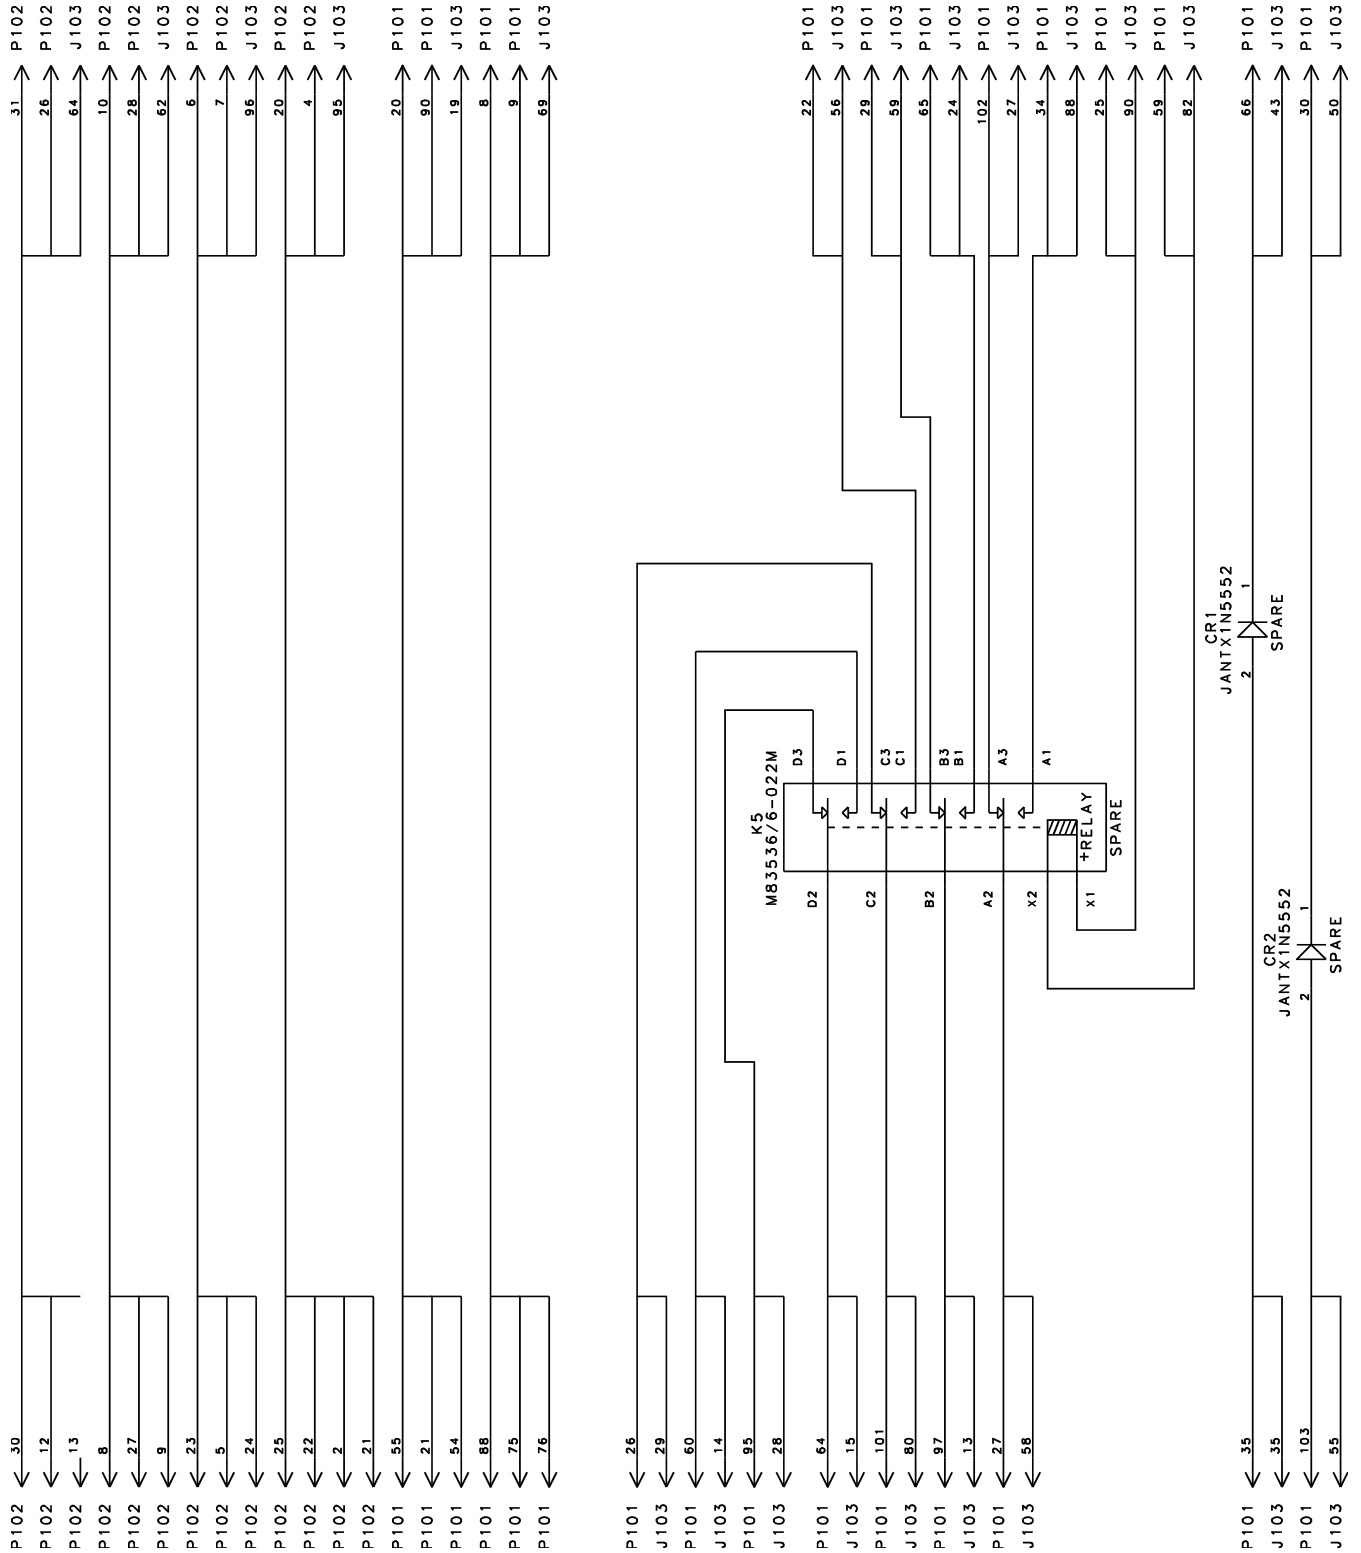 P102 30 31 P102
P102 12 26 P102
P102 13 64 J103
P102 8 10 P102
P102 27 28 P102
P102 9 62 J103
P102 23 6 P102
P102 5 7 P102
P102 24 96 J103
P102 25 20 P102
P102 22 4 P102
P102 2 95 J103
P102 21
P101 55 20 P101
P101 21 90 P101
P101 54 19 J103
P101 88 8 P101
P101 75 9 P101
P101 76 69 J103
P101 26
J103 29
P101 60
J103 14
P101 95
J103 28
K5
M83536/6-022M
D3
22 P101
P101 64
D2
D1
56 J103
J103 15
29 P101
P101 101
C2
C3
C1
59 J103
J103 80
65 P101
P101 97
B2
B3
B1
24 J103
J103 13
102 P101
P101 27
A2
A3
27 J103
J103 58
X2
A1
34 P101
88 J103
+RELAY
X1
SPARE
25 P101
90 J103
59 P101
82 J103
CR1
JANTX1N5552
P101 35
2
1
66 P101
SPARE
J103 35
43 J103
CR2
JANTX1N5552
P101 103
2
1
30 P101
SPARE
J103 55
50 J103